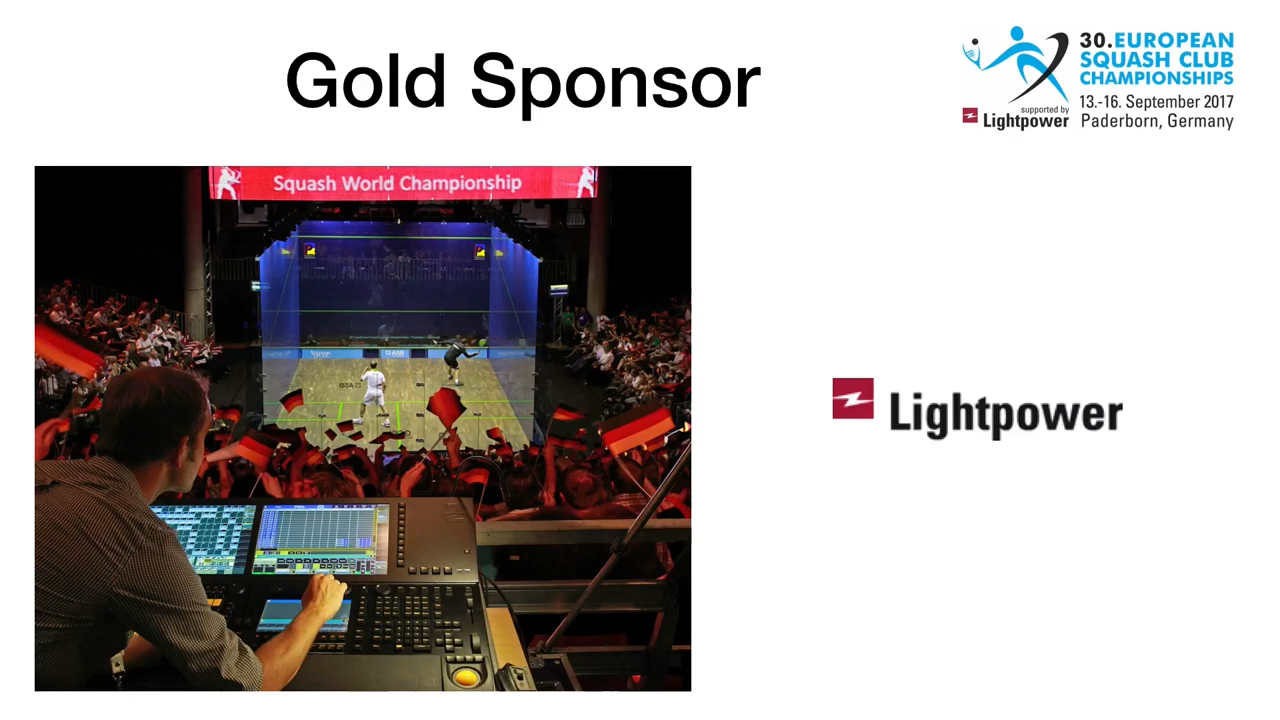 Gold Sponsor
30.EUROPEAN
SQUASH CLUB
CHAMPIONSHIPS
supported by
Lightpower
13.-16. September 2017
Paderborn, Germany
Squash World Championship
ASB
Lightpower